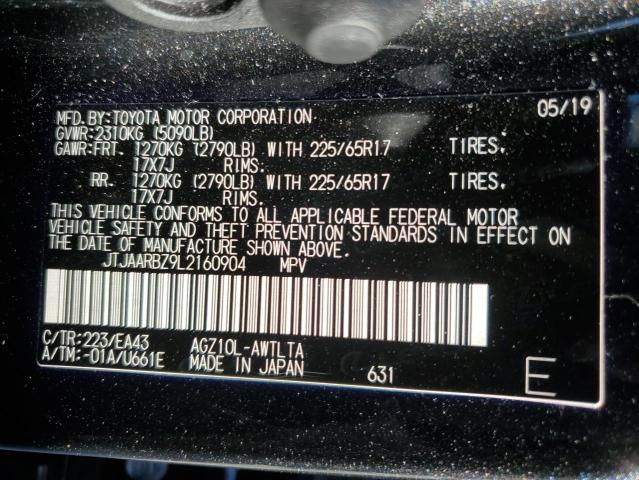 MFD.BY:TOYOTA MOTOR CORPORATION 05/19
GVWR:2310KG (5090LB)
GAWR:FRT. 1270KG (2790LB) WITH 225/65R17 TIRES,
17X7J RIMS.
RR. 1270KG (2790LB) WITH 225/65R17 TIRES,
17X7J RIMS.
THIS VEHICLE CONFORMS TO ALL APPLICABLE FEDERAL MOTOR
VEHICLE SAFETY AND THEFT PREVENTION STANDARDS IN EFFECT ON
THE DATE OF MANUFACTURE SHOWN ABOVE.
JTJAARBZ9L2160904 MPV
C/TR:223/EA43 AGZ10L-AWTLTA
A/TM:-01A/U661E MADE IN JAPAN 631 E